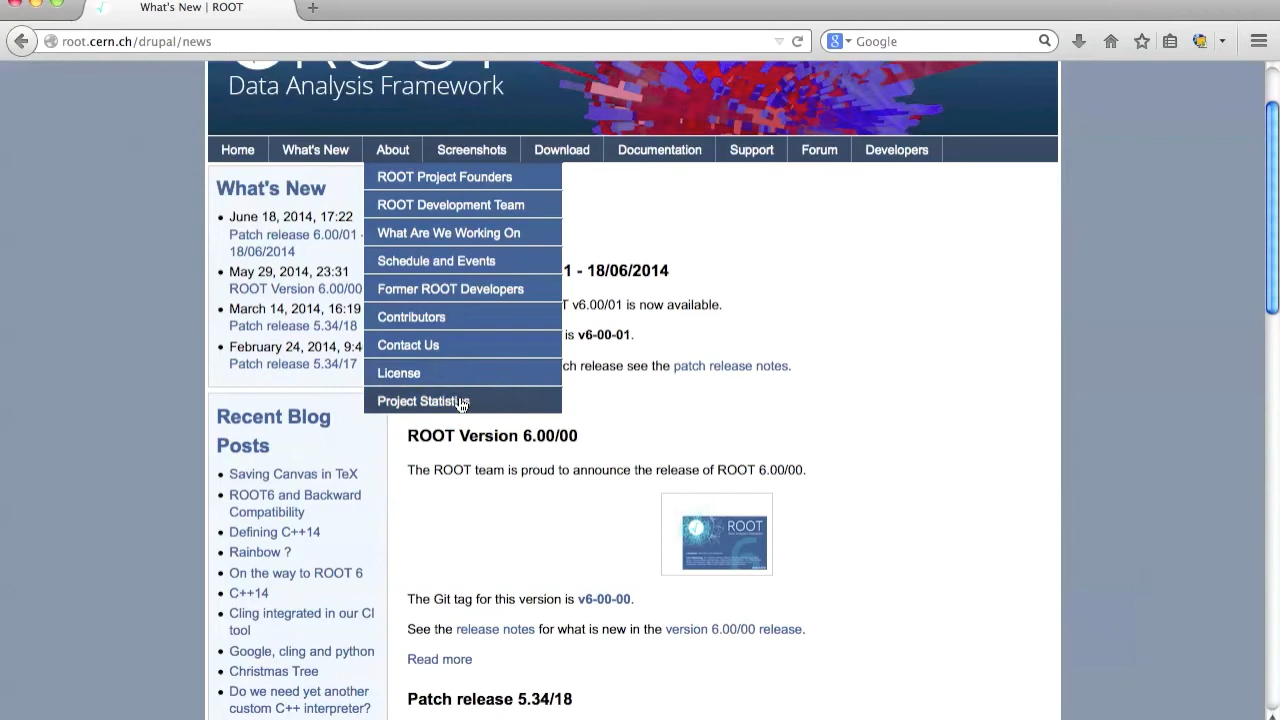 What's New | ROOT
root.cern.ch/drupal/news
Google
Data Analysis Framework
Home
What's New
About
Screenshots
Download
Documentation
Support
Forum
Developers
ROOT Project Founders
ROOT Development Team
What Are We Working On
Schedule and Events
Former ROOT Developers
Contributors
Contact Us
License
Project Statistics
What's New
June 18, 2014, 17:22
Patch release 6.00/01 -
18/06/2014
May 29, 2014, 23:31
ROOT Version 6.00/00
March 14, 2014, 16:19
Patch release 5.34/18
February 24, 2014, 9:4
Patch release 5.34/17
Recent Blog
Posts
Saving Canvas in TeX
ROOT6 and Backward
Compatibility
Defining C++14
Rainbow ?
On the way to ROOT 6
C++14
Cling integrated in our CI
tool
Google, cling and python
Christmas Tree
Do we need yet another
custom C++ interpreter?
1 - 18/06/2014
T v6.00/01 is now available.
is v6-00-01.
ch release see the patch release notes.
ROOT Version 6.00/00
The ROOT team is proud to announce the release of ROOT 6.00/00.
ROOT
6
The Git tag for this version is v6-00-00.
See the release notes for what is new in the version 6.00/00 release.
Read more
Patch release 5.34/18